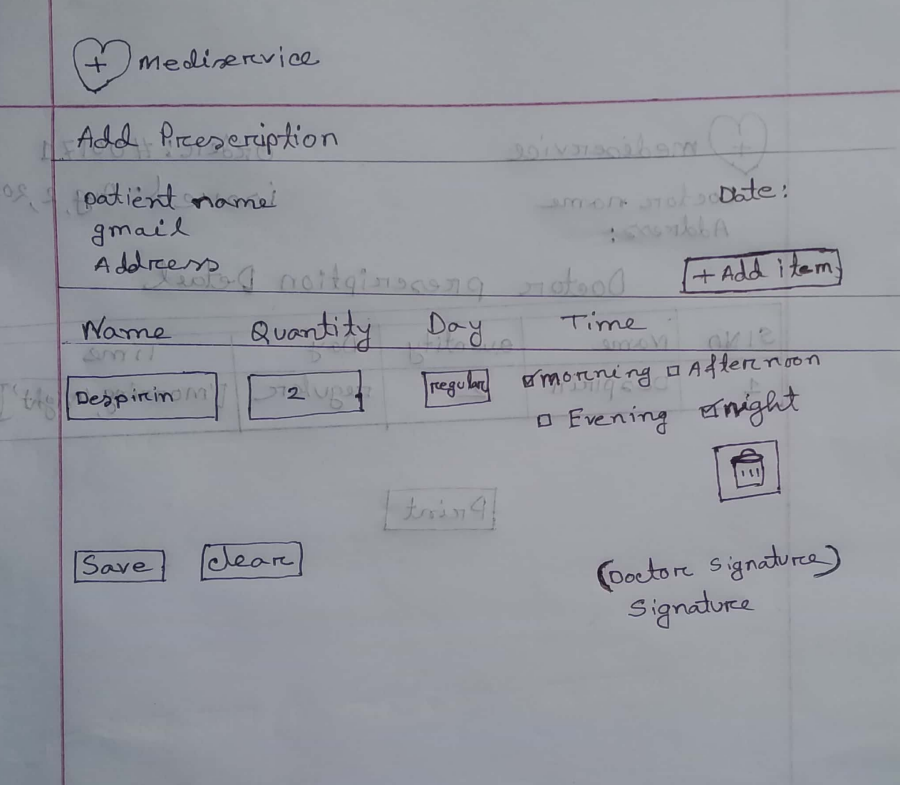 + mediservice
Add Prescription
patient name
gmail
Address
Date:
:
+ Add item
Name Quantity Day Time
Despirin 2 regular ☑ morning ☐ Afternoon
☐ Evening ☑ night
Save clear
(Doctor signature)
signature